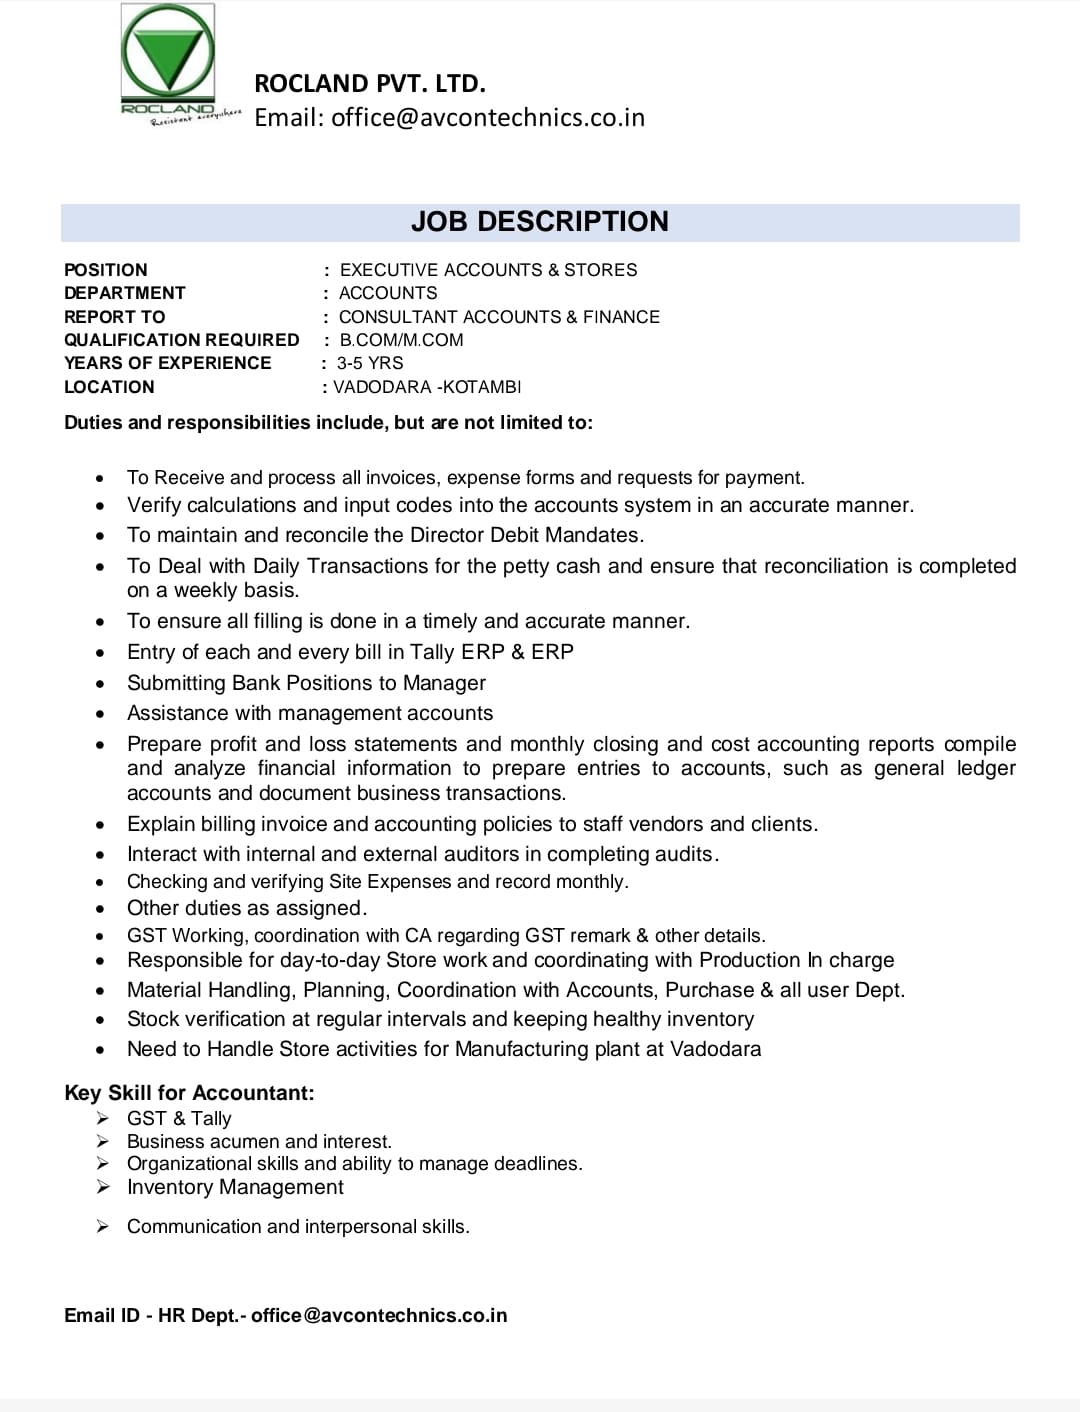 ROCLAND
Resistant everywhere
ROCLAND PVT. LTD.
Email: office@avcontechnics.co.in
JOB DESCRIPTION
POSITION : EXECUTIVE ACCOUNTS & STORES
DEPARTMENT : ACCOUNTS
REPORT TO : CONSULTANT ACCOUNTS & FINANCE
QUALIFICATION REQUIRED : B.COM/M.COM
YEARS OF EXPERIENCE : 3-5 YRS
LOCATION : VADODARA -KOTAMBI
Duties and responsibilities include, but are not limited to:
• To Receive and process all invoices, expense forms and requests for payment.
• Verify calculations and input codes into the accounts system in an accurate manner.
• To maintain and reconcile the Director Debit Mandates.
• To Deal with Daily Transactions for the petty cash and ensure that reconciliation is completed
on a weekly basis.
• To ensure all filling is done in a timely and accurate manner.
• Entry of each and every bill in Tally ERP & ERP
• Submitting Bank Positions to Manager
• Assistance with management accounts
• Prepare profit and loss statements and monthly closing and cost accounting reports compile
and analyze financial information to prepare entries to accounts, such as general ledger
accounts and document business transactions.
• Explain billing invoice and accounting policies to staff vendors and clients.
• Interact with internal and external auditors in completing audits.
• Checking and verifying Site Expenses and record monthly.
• Other duties as assigned.
• GST Working, coordination with CA regarding GST remark & other details.
• Responsible for day-to-day Store work and coordinating with Production In charge
• Material Handling, Planning, Coordination with Accounts, Purchase & all user Dept.
• Stock verification at regular intervals and keeping healthy inventory
• Need to Handle Store activities for Manufacturing plant at Vadodara
Key Skill for Accountant:
➢ GST & Tally
➢ Business acumen and interest.
➢ Organizational skills and ability to manage deadlines.
➢ Inventory Management
➢ Communication and interpersonal skills.
Email ID - HR Dept.- office@avcontechnics.co.in